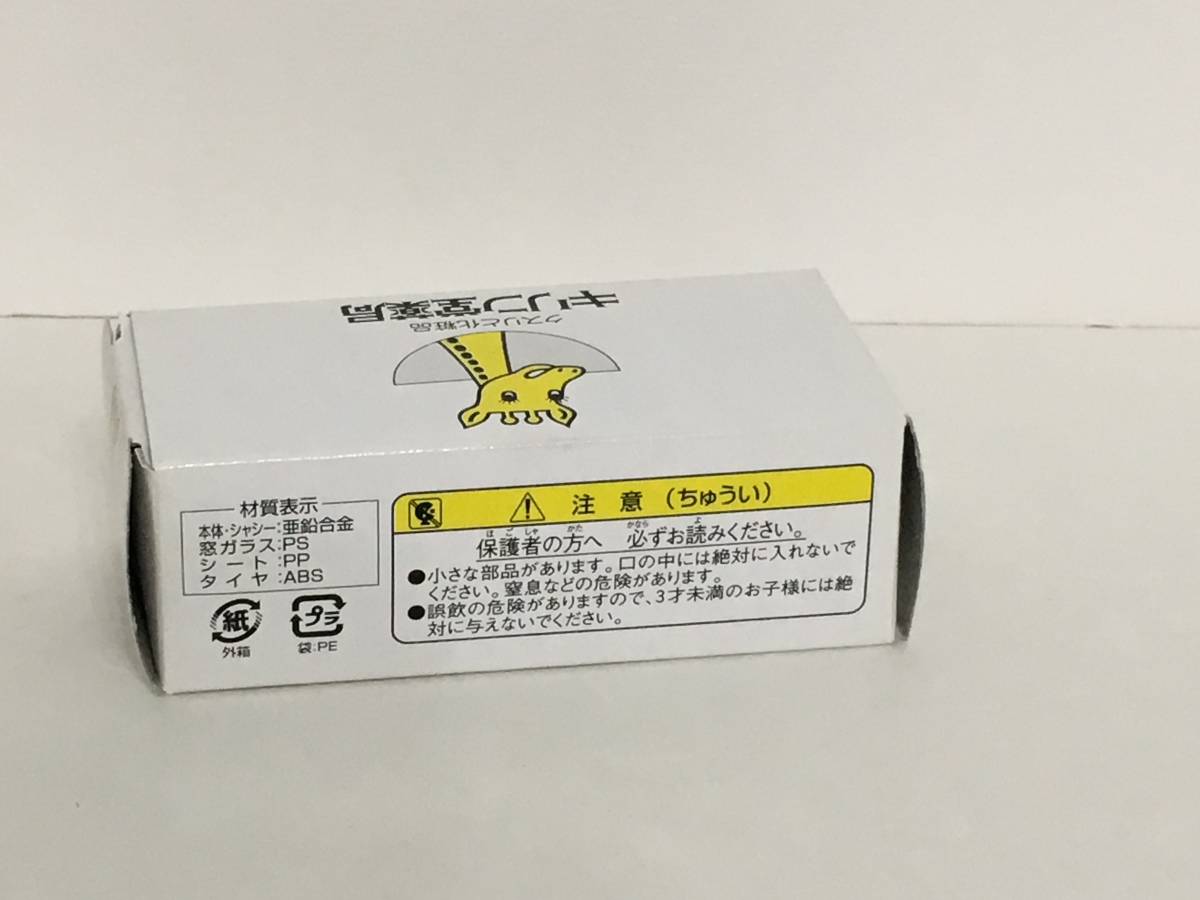 キリン堂薬局
クスリと化粧品
材質表示
本体・シャシー:亜鉛合金
窓ガラス:PS
シート:PP
タイヤ:ABS
紙
外箱
プラ
袋:PE
注意(ちゅうい)
保護者の方へ 必ずお読みください。
ほごしゃ かた かなら よ
●小さな部品があります。口の中には絶対に入れないで
ください。窒息などの危険があります。
●誤飲の危険がありますので、3才未満のお子様には絶
対に与えないでください。